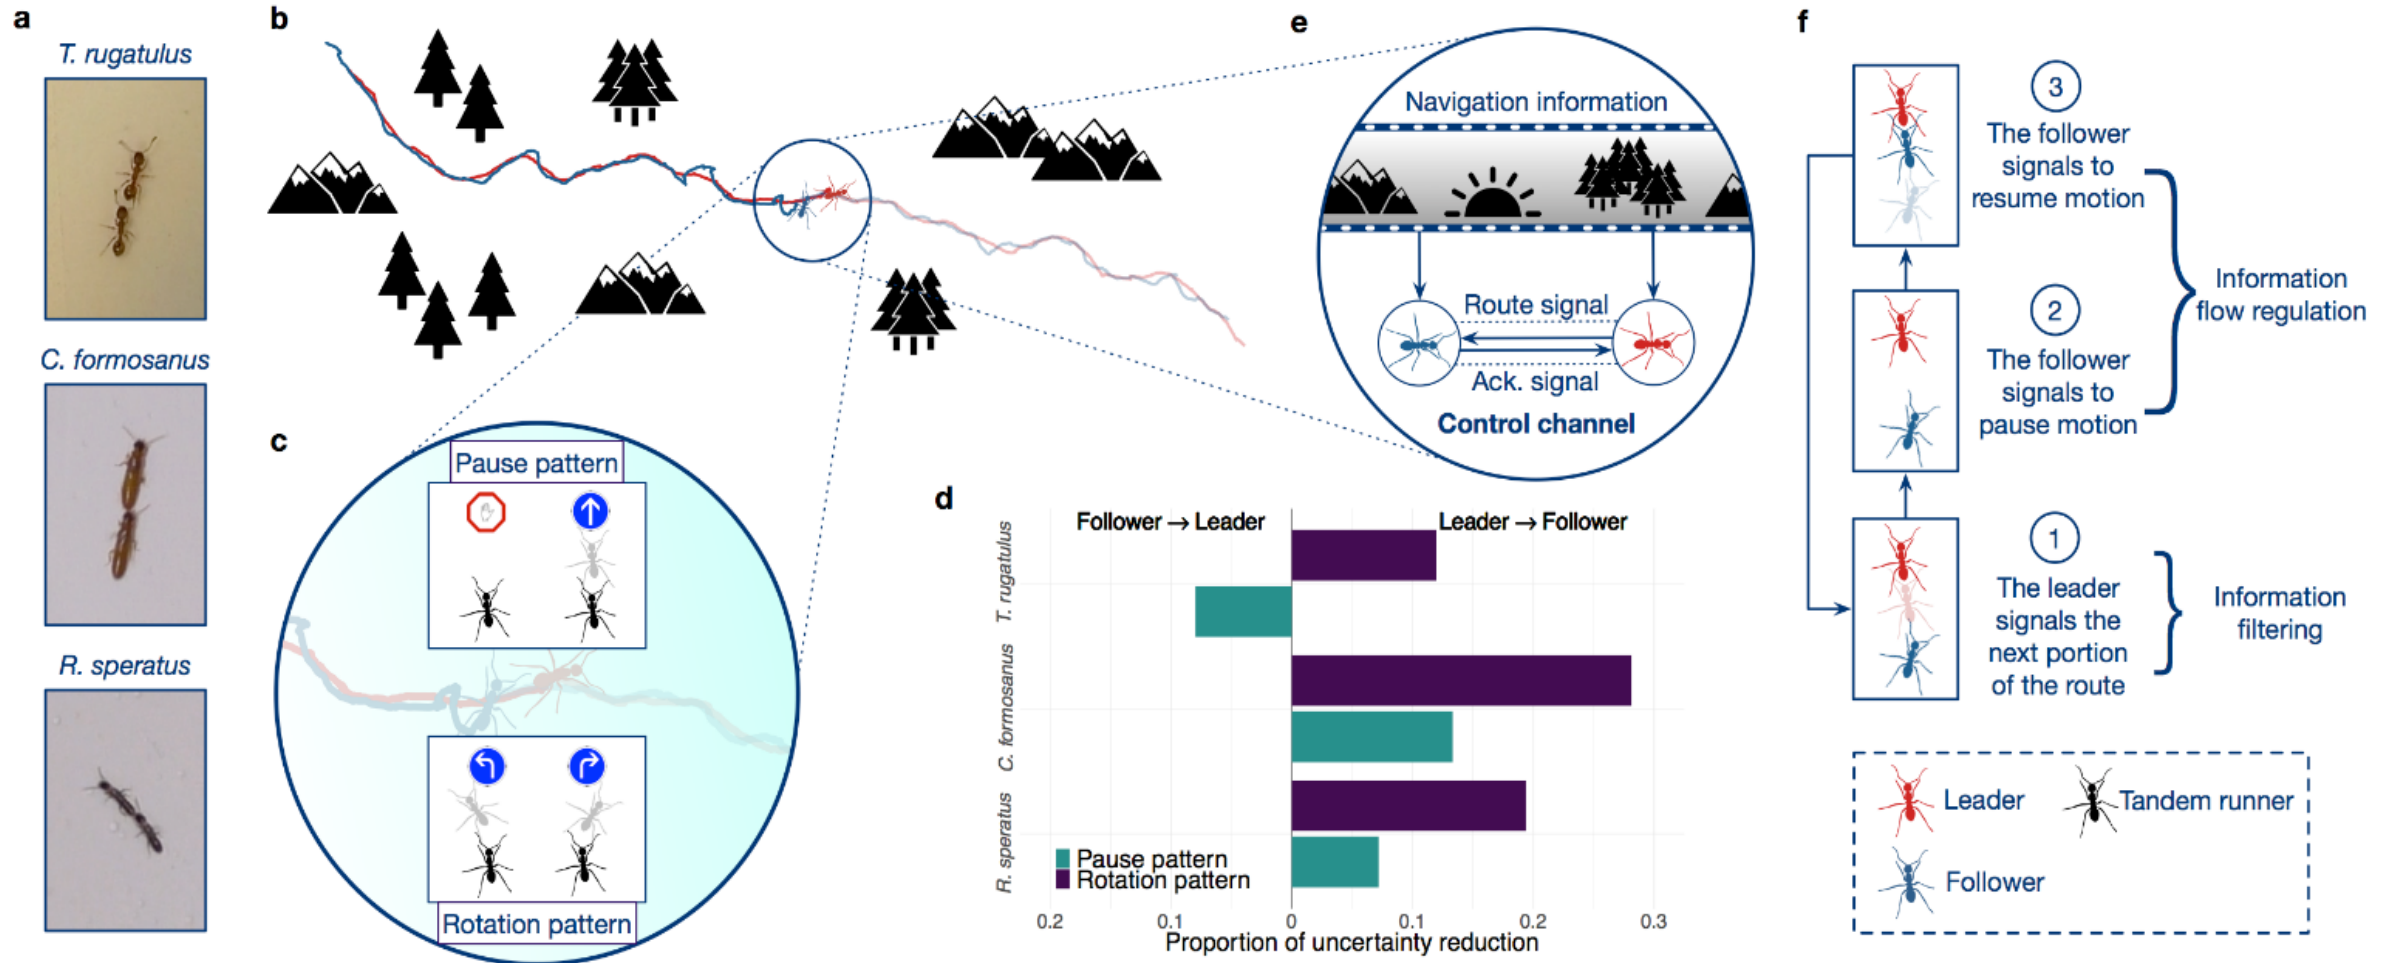 a
T. rugatulus
C. formosanus
R. speratus
b
c
Pause pattern
Rotation pattern
d
Follower → Leader
Leader → Follower
T. rugatulus
C. formosanus
R. speratus
Pause pattern
Rotation pattern
0.2
0.1
0
0.1
0.2
0.3
Proportion of uncertainty reduction
e
Navigation information
Route signal
Ack. signal
Control channel
f
3
The follower
signals to
resume motion
2
The follower
signals to
pause motion
Information
flow regulation
1
The leader
signals the
next portion
of the route
Information
filtering
Leader
Tandem runner
Follower